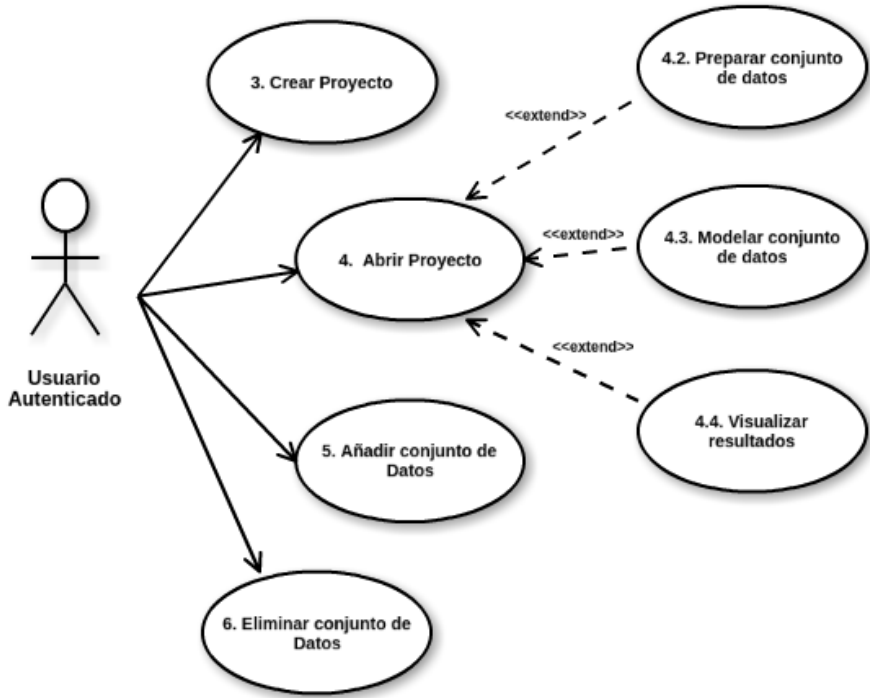 3. Crear Proyecto
4.2. Preparar conjunto
de datos
<<extend>>
4. Abrir Proyecto
<<extend>>
4.3. Modelar conjunto
de datos
<<extend>>
Usuario
Autenticado
4.4. Visualizar
resultados
5. Añadir conjunto de
Datos
6. Eliminar conjunto de
Datos